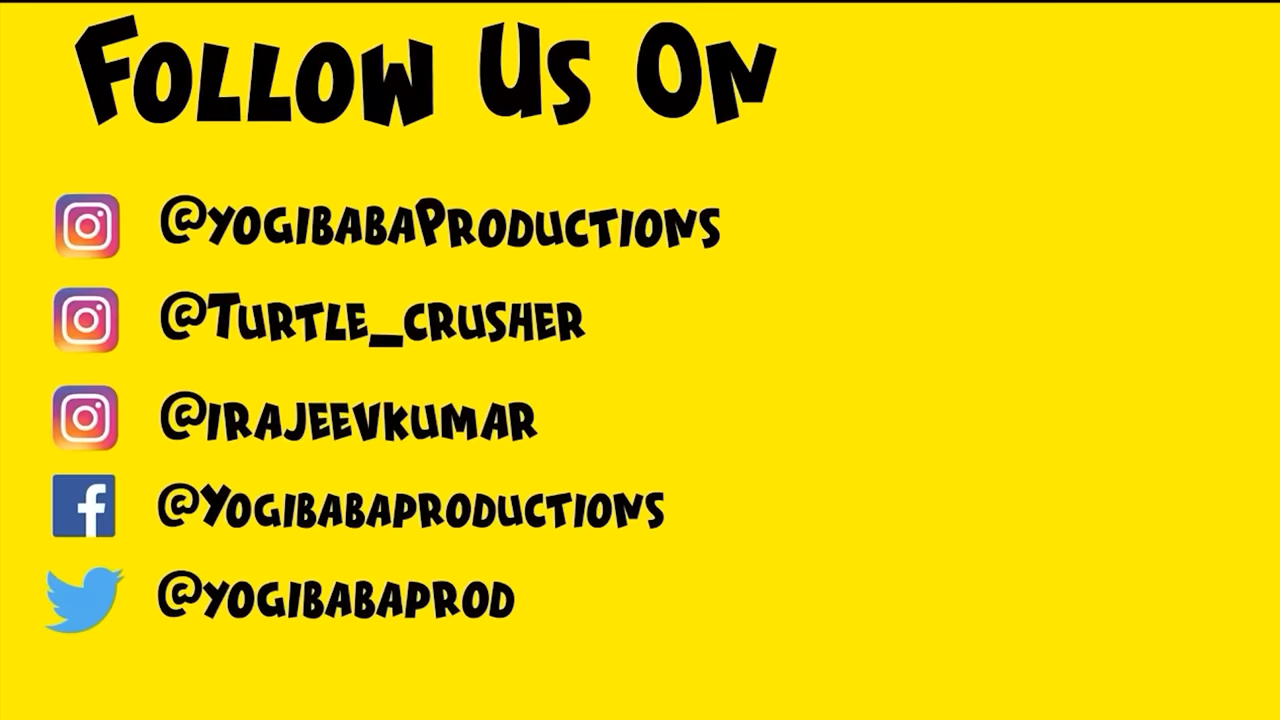 Follow Us On
@yogibabaProductions
@Turtle_crusher
@irajeevkumar
@Yogibabaproductions
@yogibabaprod